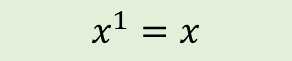 x¹ = x